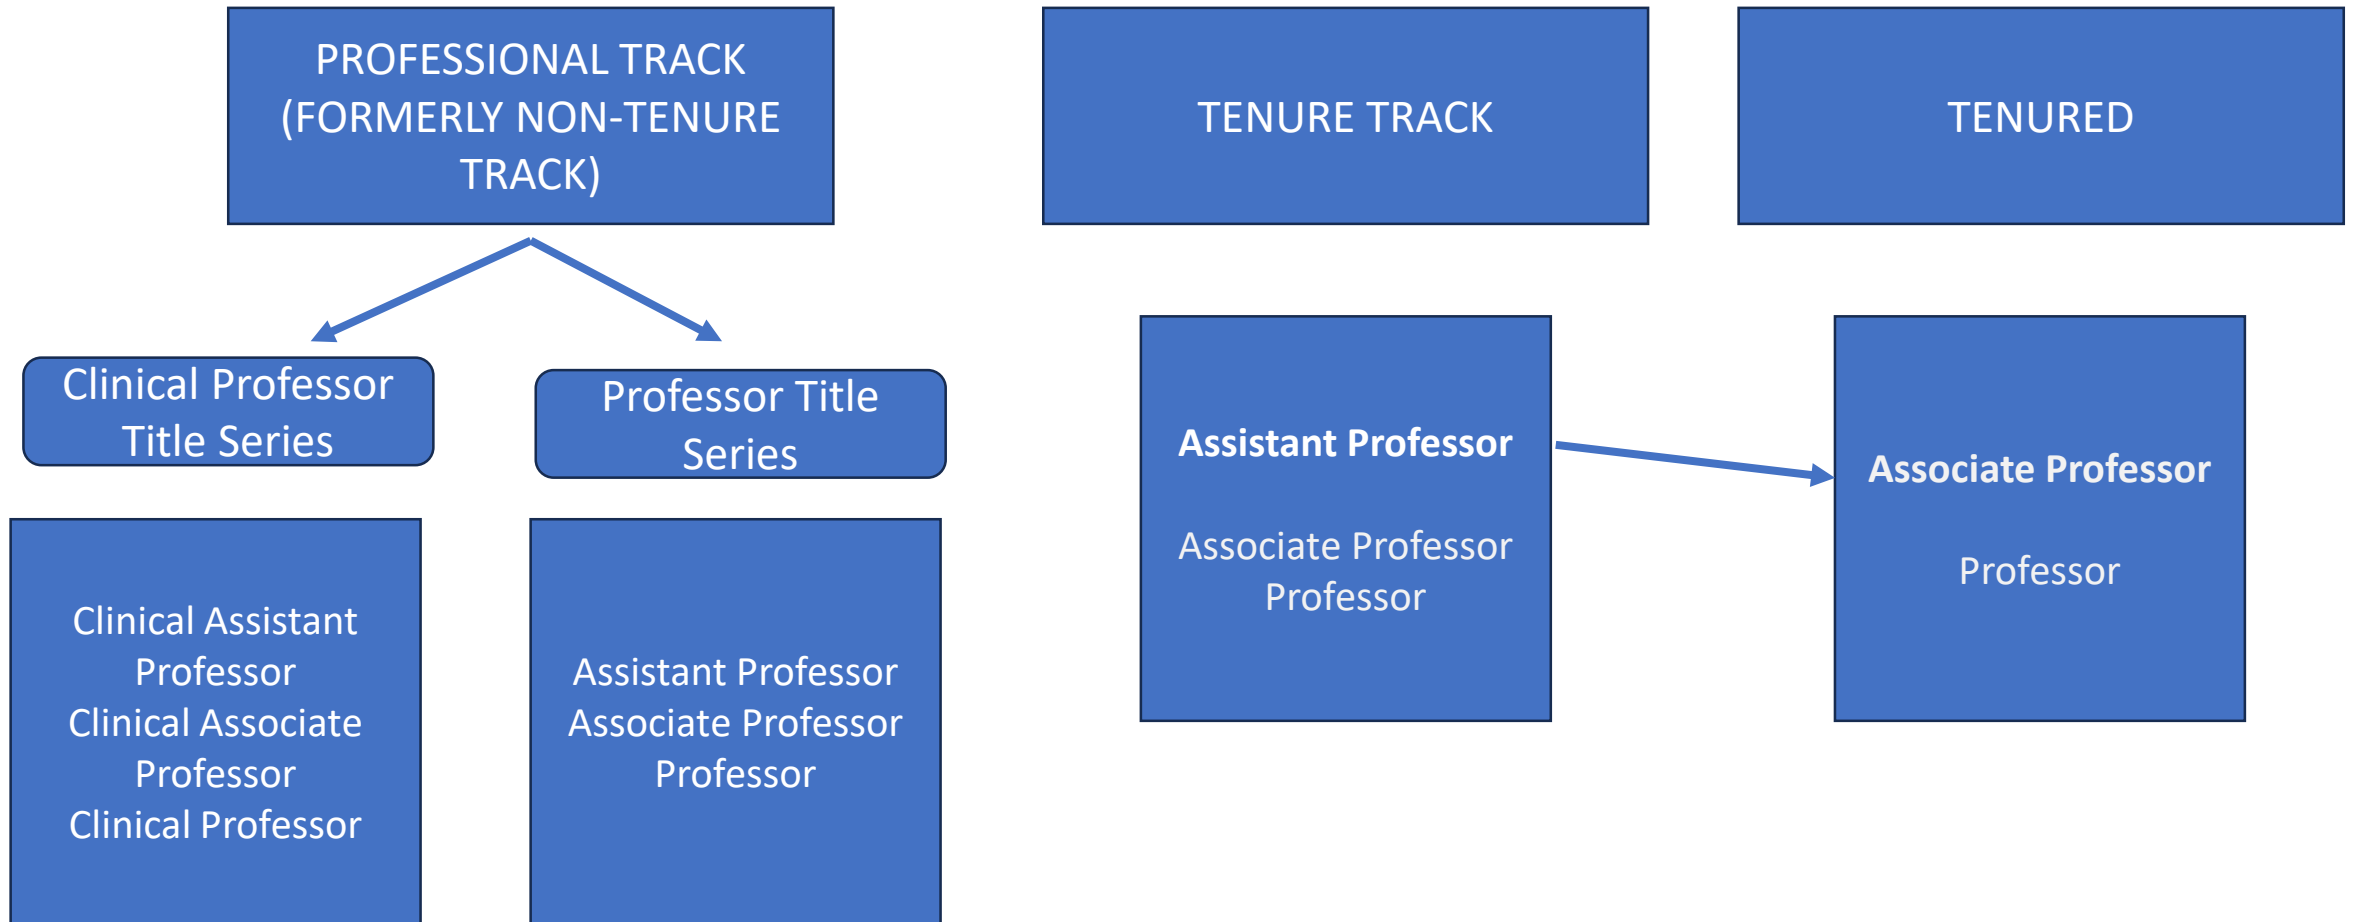 PROFESSIONAL TRACK
(FORMERLY NON-TENURE
TRACK)
TENURE TRACK
TENURED
Clinical Professor
Title Series
Professor Title
Series
Clinical Assistant
Professor
Clinical Associate
Professor
Clinical Professor
Assistant Professor
Associate Professor
Professor
Assistant Professor
Associate Professor
Professor
Associate Professor
Professor